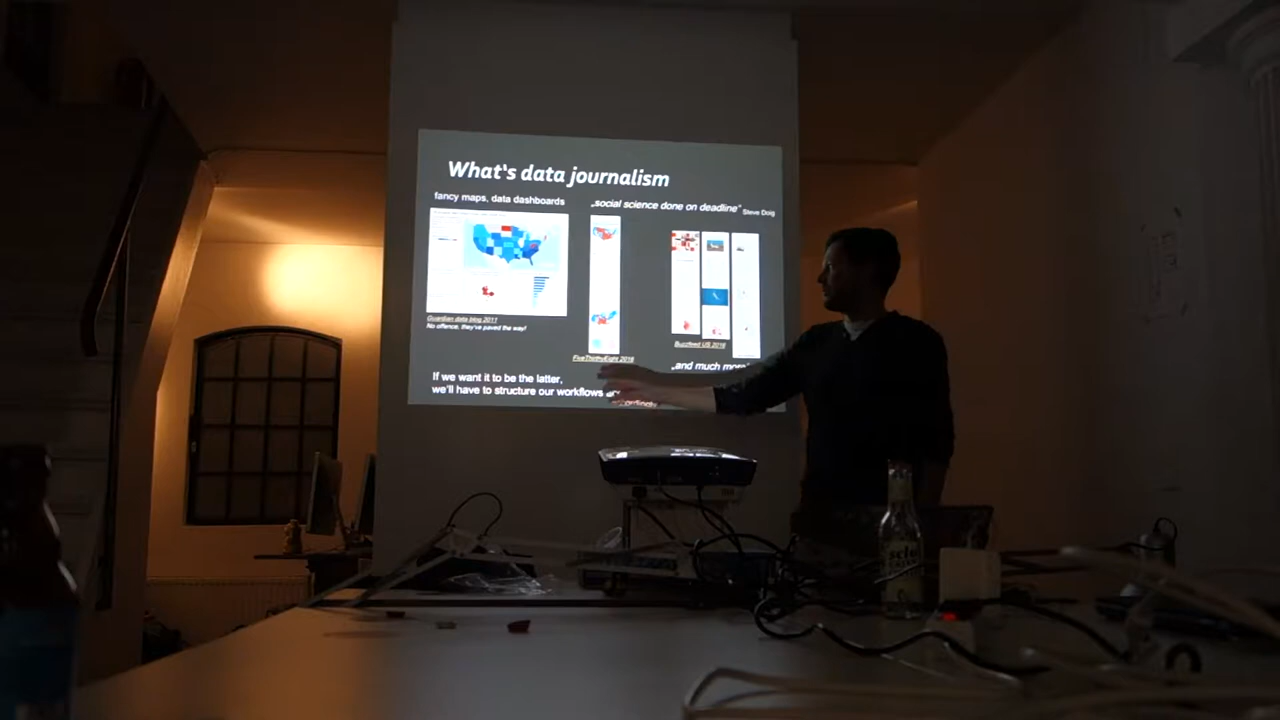 What's data journalism
fancy maps, data dashboards
„social science done on deadline" Steve Doig
Guardian data blog 2011
No offence, they've paved the way!
FiveThirtyEight 2016
Buzzfeed US 2016
„and much more"
If we want it to be the latter,
we'll have to structure our workflows